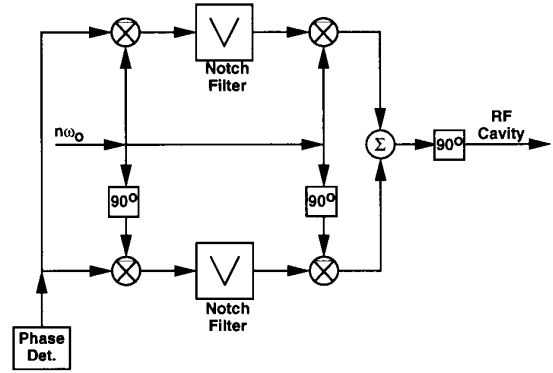 Notch
Filter
nω₀
RF
Cavity
Σ
90°
90°
90°
Notch
Filter
Phase
Det.